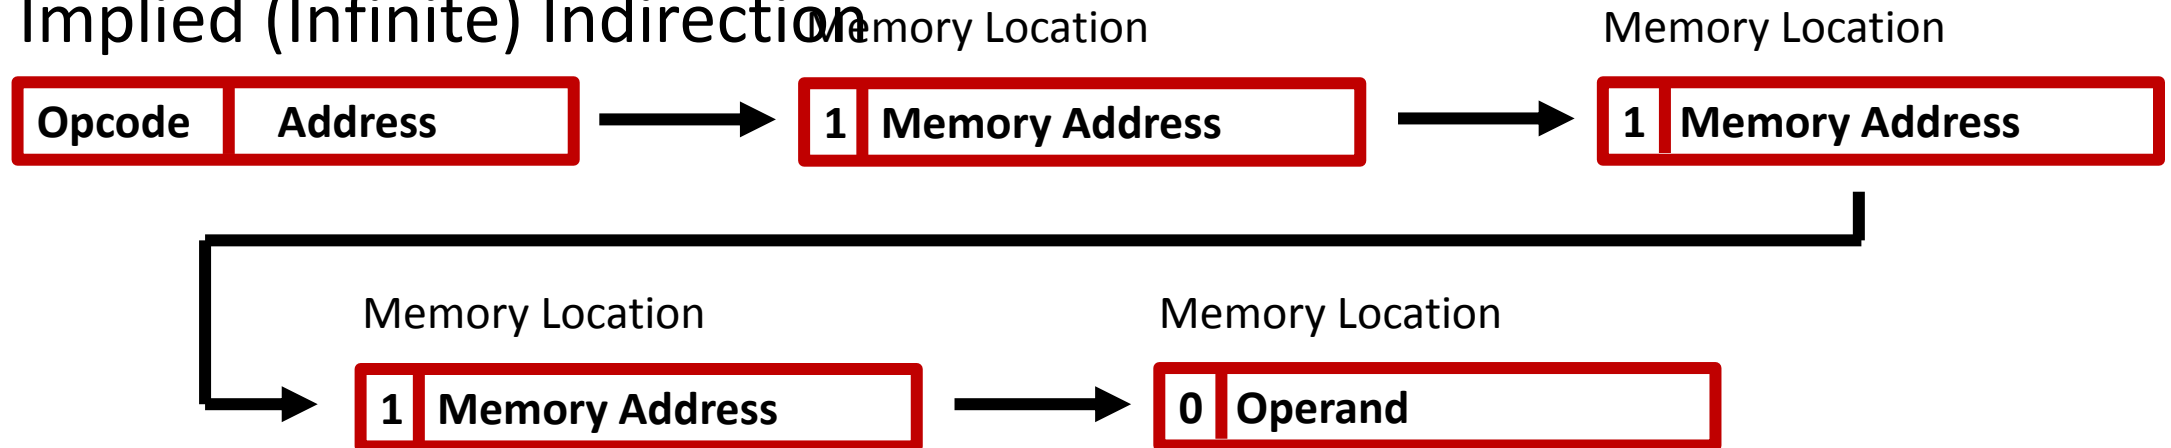 Implied (Infinite) Indirection
Memory Location
Memory Location
Opcode Address
1 Memory Address
1 Memory Address
Memory Location
Memory Location
1 Memory Address
0 Operand